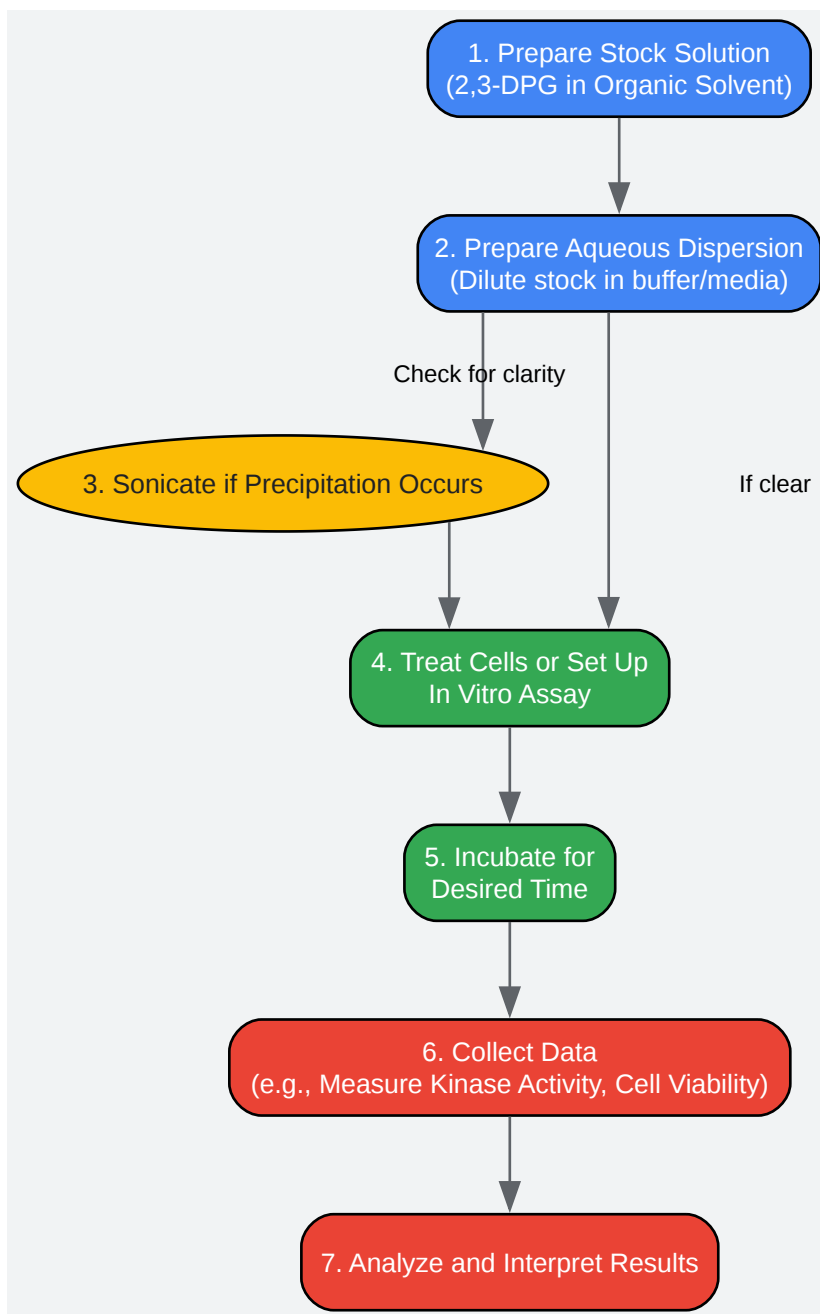 1. Prepare Stock Solution
(2,3-DPG in Organic Solvent)
2. Prepare Aqueous Dispersion
(Dilute stock in buffer/media)
Check for clarity
3. Sonicate if Precipitation Occurs
If clear
4. Treat Cells or Set Up
In Vitro Assay
5. Incubate for
Desired Time
6. Collect Data
(e.g., Measure Kinase Activity, Cell Viability)
7. Analyze and Interpret Results